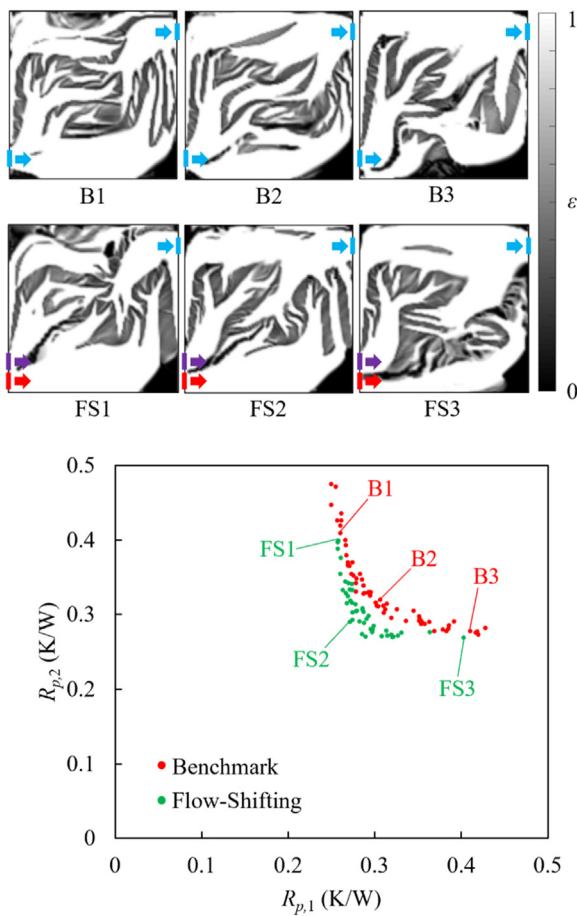 1
B1 B2 B3
ε
FS1 FS2 FS3
0
0.5
B1
0.4
FS1
B2
B3
0.3
FS2
FS3
R_{p,2} (K/W)
0.2
0.1
Benchmark
Flow-Shifting
0
0 0.1 0.2 0.3 0.4 0.5
R_{p,1} (K/W)